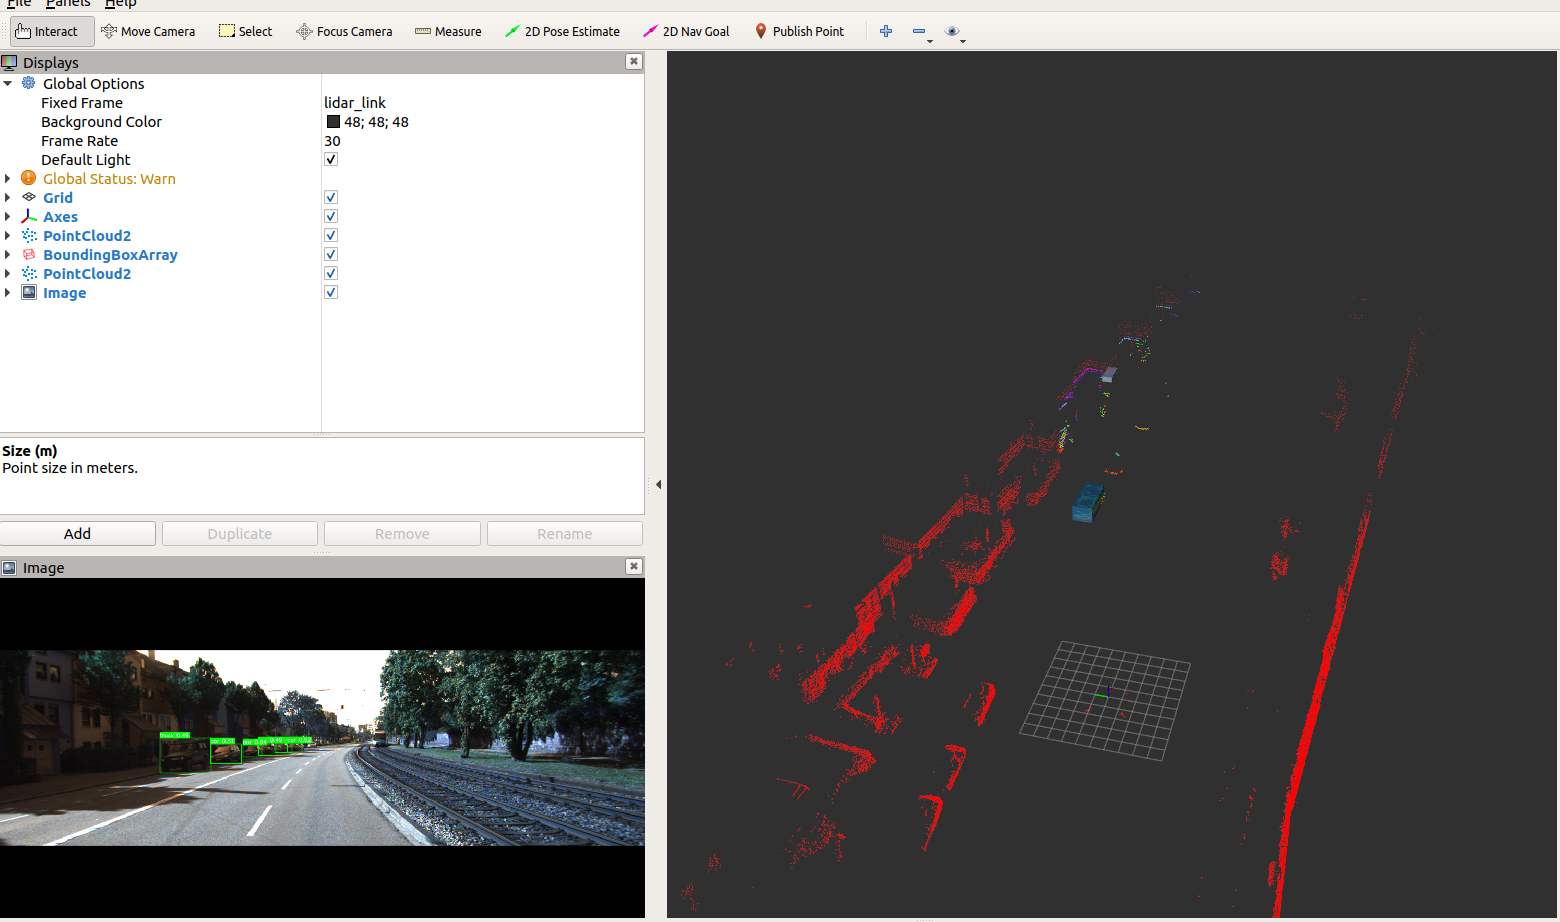 File Panels Help
Interact Move Camera Select Focus Camera Measure 2D Pose Estimate 2D Nav Goal Publish Point
Displays
Global Options
Fixed Frame lidar_link
Background Color 48; 48; 48
Frame Rate 30
Default Light
Global Status: Warn
Grid
Axes
PointCloud2
BoundingBoxArray
PointCloud2
Image
Size (m)
Point size in meters.
Add Duplicate Remove Rename
Image